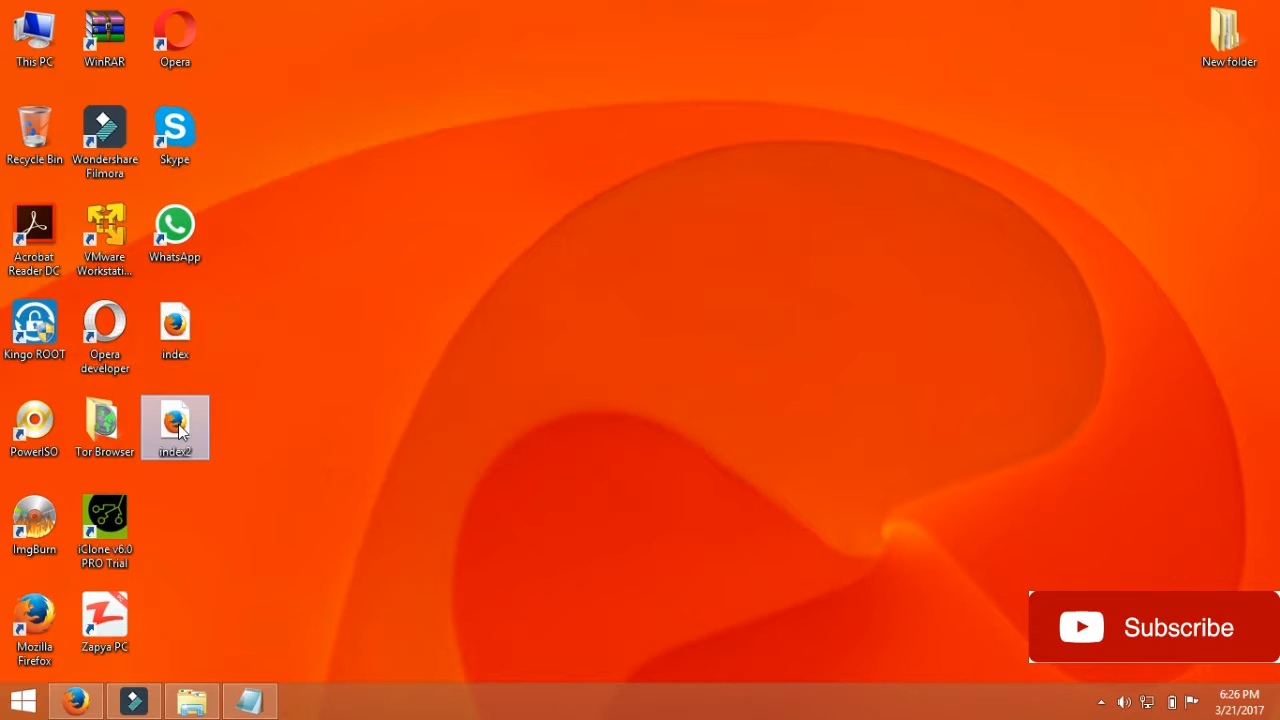 This PC
WinRAR
Opera
New folder
Recycle Bin
Wondershare
Filmora
Skype
Acrobat
Reader DC
VMware
Workstati...
WhatsApp
Kingo ROOT
Opera
developer
index
PowerISO
Tor Browser
index2
ImgBurn
iClone v6.0
PRO Trial
Mozilla
Firefox
Zapya PC
Subscribe
6:26 PM
3/21/2017